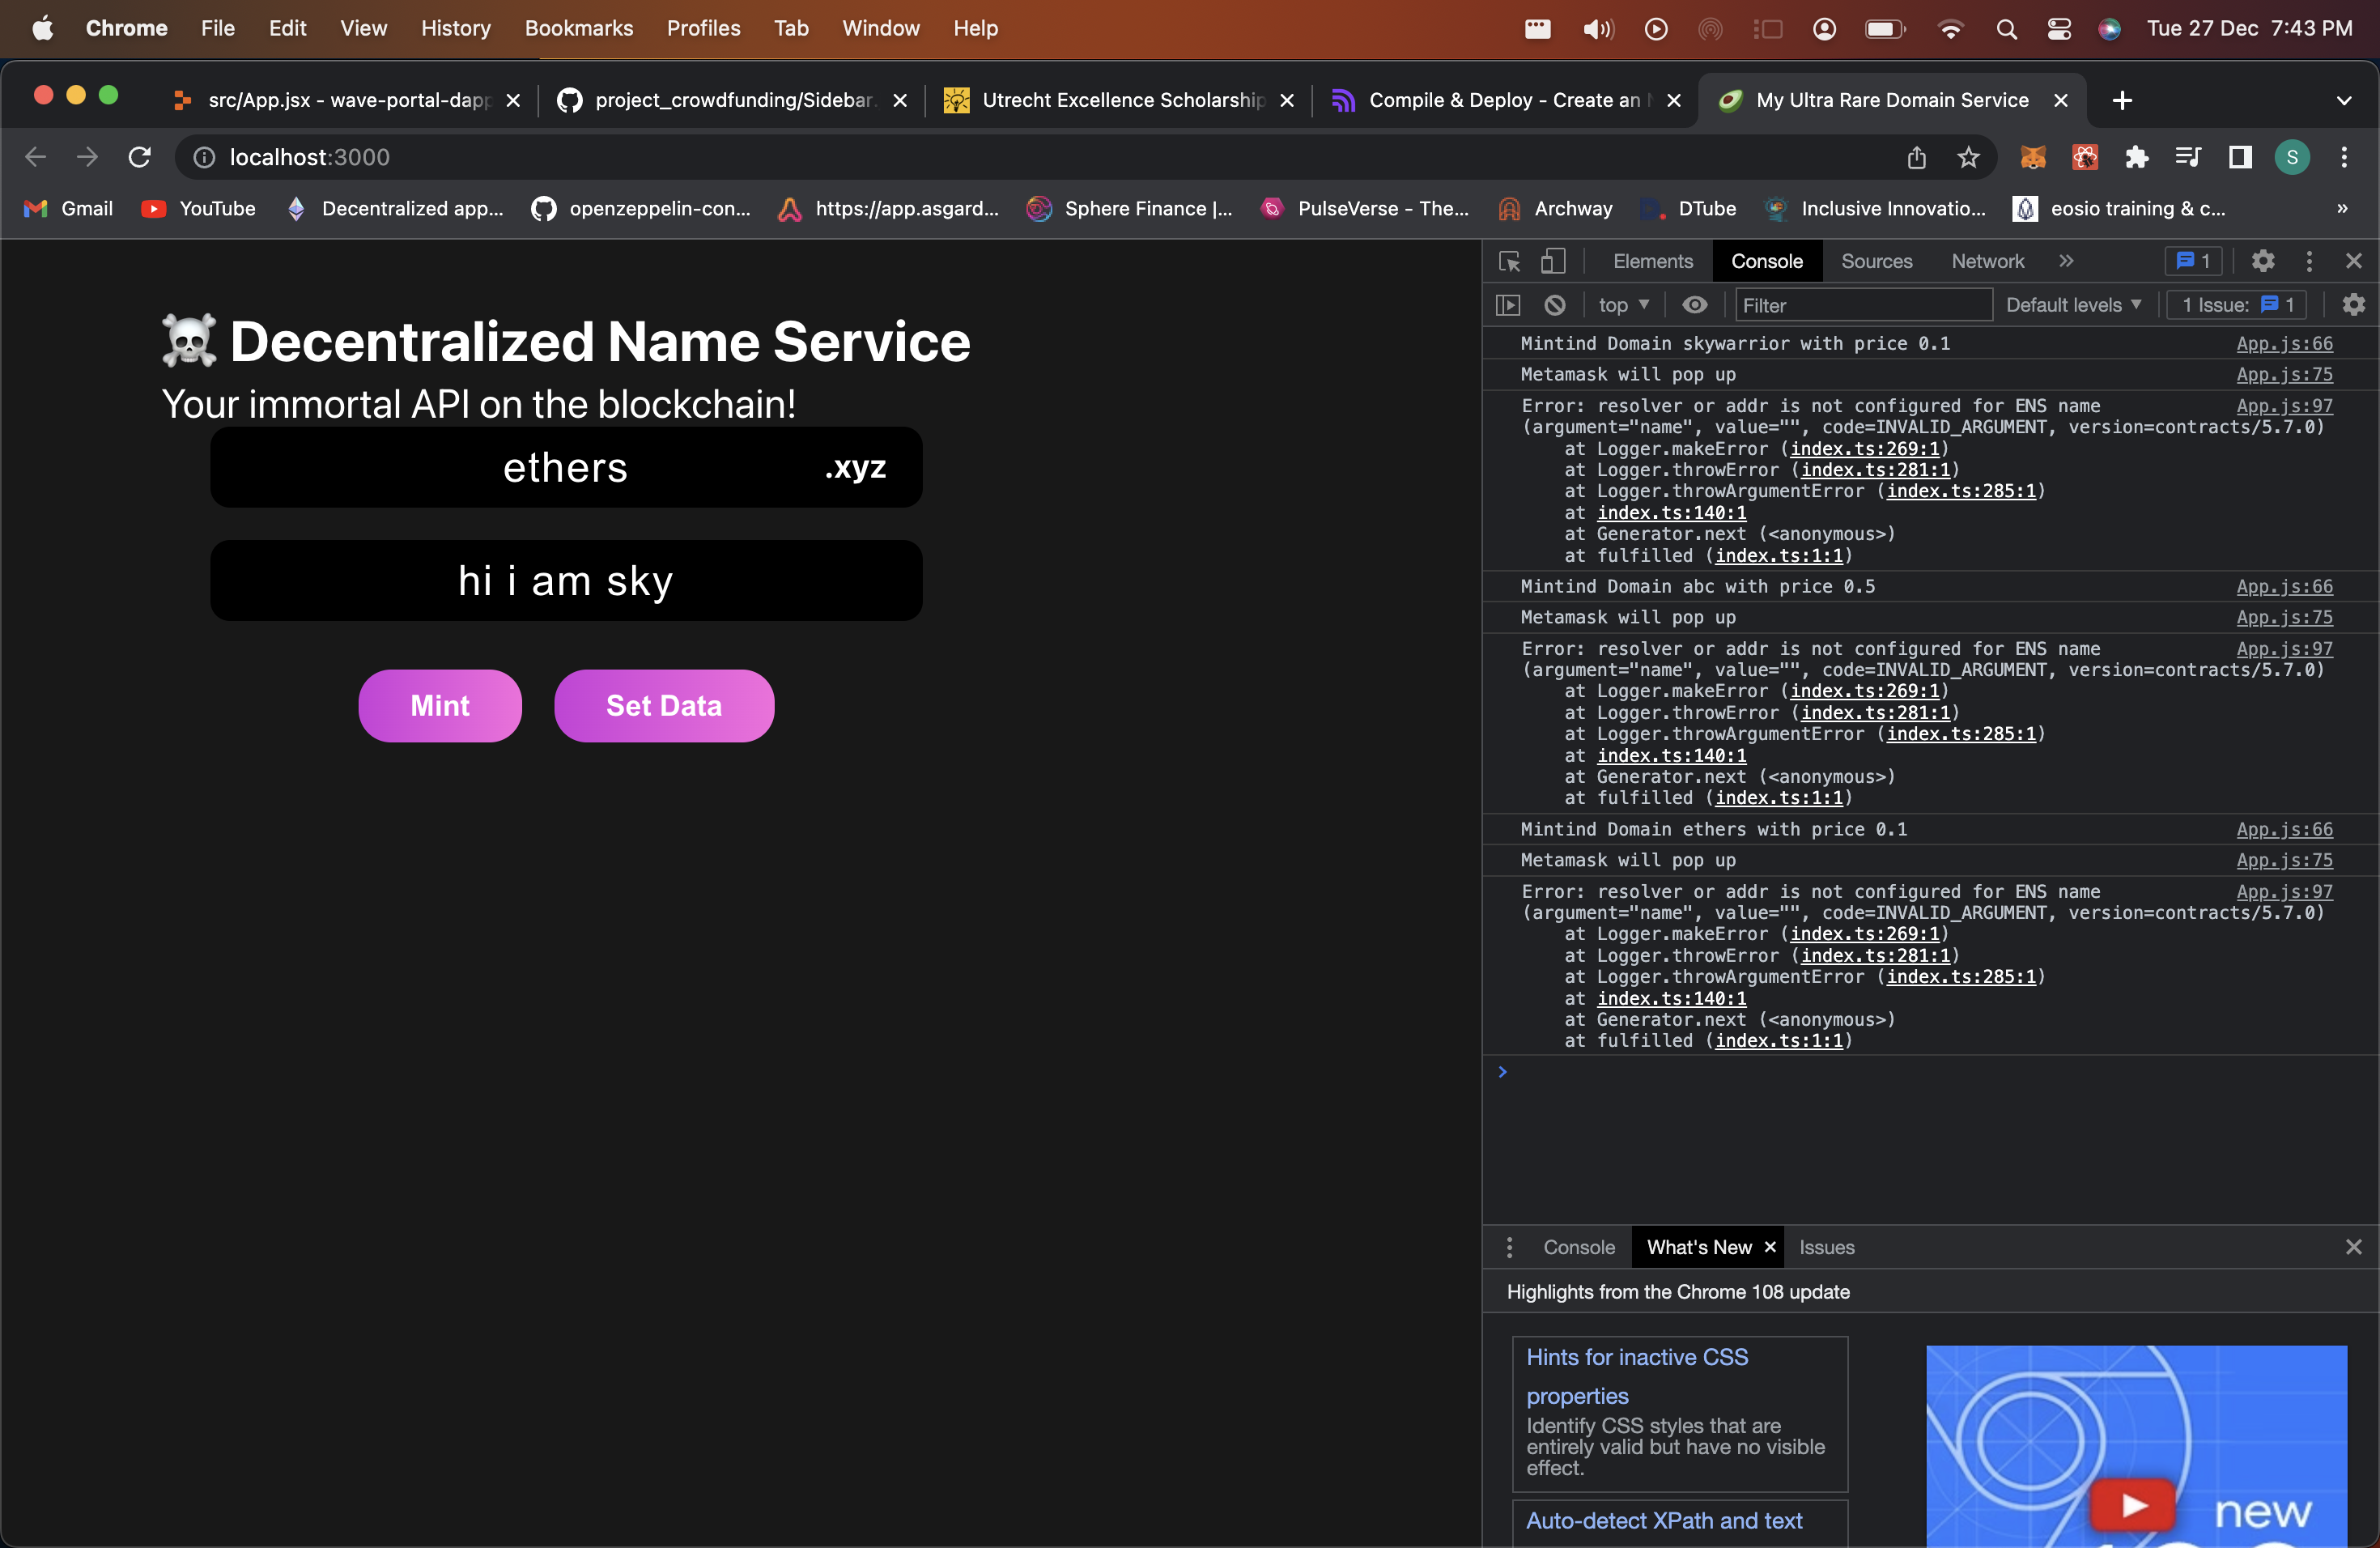 Chrome File Edit View History Bookmarks Profiles Tab Window Help Tue 27 Dec 7:43 PM
src/App.jsx - wave-portal-dapp project_crowdfunding/Sidebar. Utrecht Excellence Scholarship Compile & Deploy - Create an My Ultra Rare Domain Service
localhost:3000 S
Gmail YouTube Decentralized app... openzeppelin-con... https://app.asgard... Sphere Finance |... PulseVerse - The... Archway DTube Inclusive Innovatio... eosio training & c... »
☠️ Decentralized Name Service
Your immortal API on the blockchain!
ethers .xyz
hi i am sky
Mint Set Data
Elements Console Sources Network » 1
top Filter Default levels 1 Issue: 1
Mintind Domain skywarrior with price 0.1 App.js:66
Metamask will pop up App.js:75
Error: resolver or addr is not configured for ENS name App.js:97
(argument="name", value="", code=INVALID_ARGUMENT, version=contracts/5.7.0)
at Logger.makeError (index.ts:269:1)
at Logger.throwError (index.ts:281:1)
at Logger.throwArgumentError (index.ts:285:1)
at index.ts:140:1
at Generator.next (<anonymous>)
at fulfilled (index.ts:1:1)
Mintind Domain abc with price 0.5 App.js:66
Metamask will pop up App.js:75
Error: resolver or addr is not configured for ENS name App.js:97
(argument="name", value="", code=INVALID_ARGUMENT, version=contracts/5.7.0)
at Logger.makeError (index.ts:269:1)
at Logger.throwError (index.ts:281:1)
at Logger.throwArgumentError (index.ts:285:1)
at index.ts:140:1
at Generator.next (<anonymous>)
at fulfilled (index.ts:1:1)
Mintind Domain ethers with price 0.1 App.js:66
Metamask will pop up App.js:75
Error: resolver or addr is not configured for ENS name App.js:97
(argument="name", value="", code=INVALID_ARGUMENT, version=contracts/5.7.0)
at Logger.makeError (index.ts:269:1)
at Logger.throwError (index.ts:281:1)
at Logger.throwArgumentError (index.ts:285:1)
at index.ts:140:1
at Generator.next (<anonymous>)
at fulfilled (index.ts:1:1)
Console What's New Issues
Highlights from the Chrome 108 update
Hints for inactive CSS
properties
Identify CSS styles that are
entirely valid but have no visible
effect.
Auto-detect XPath and text
new